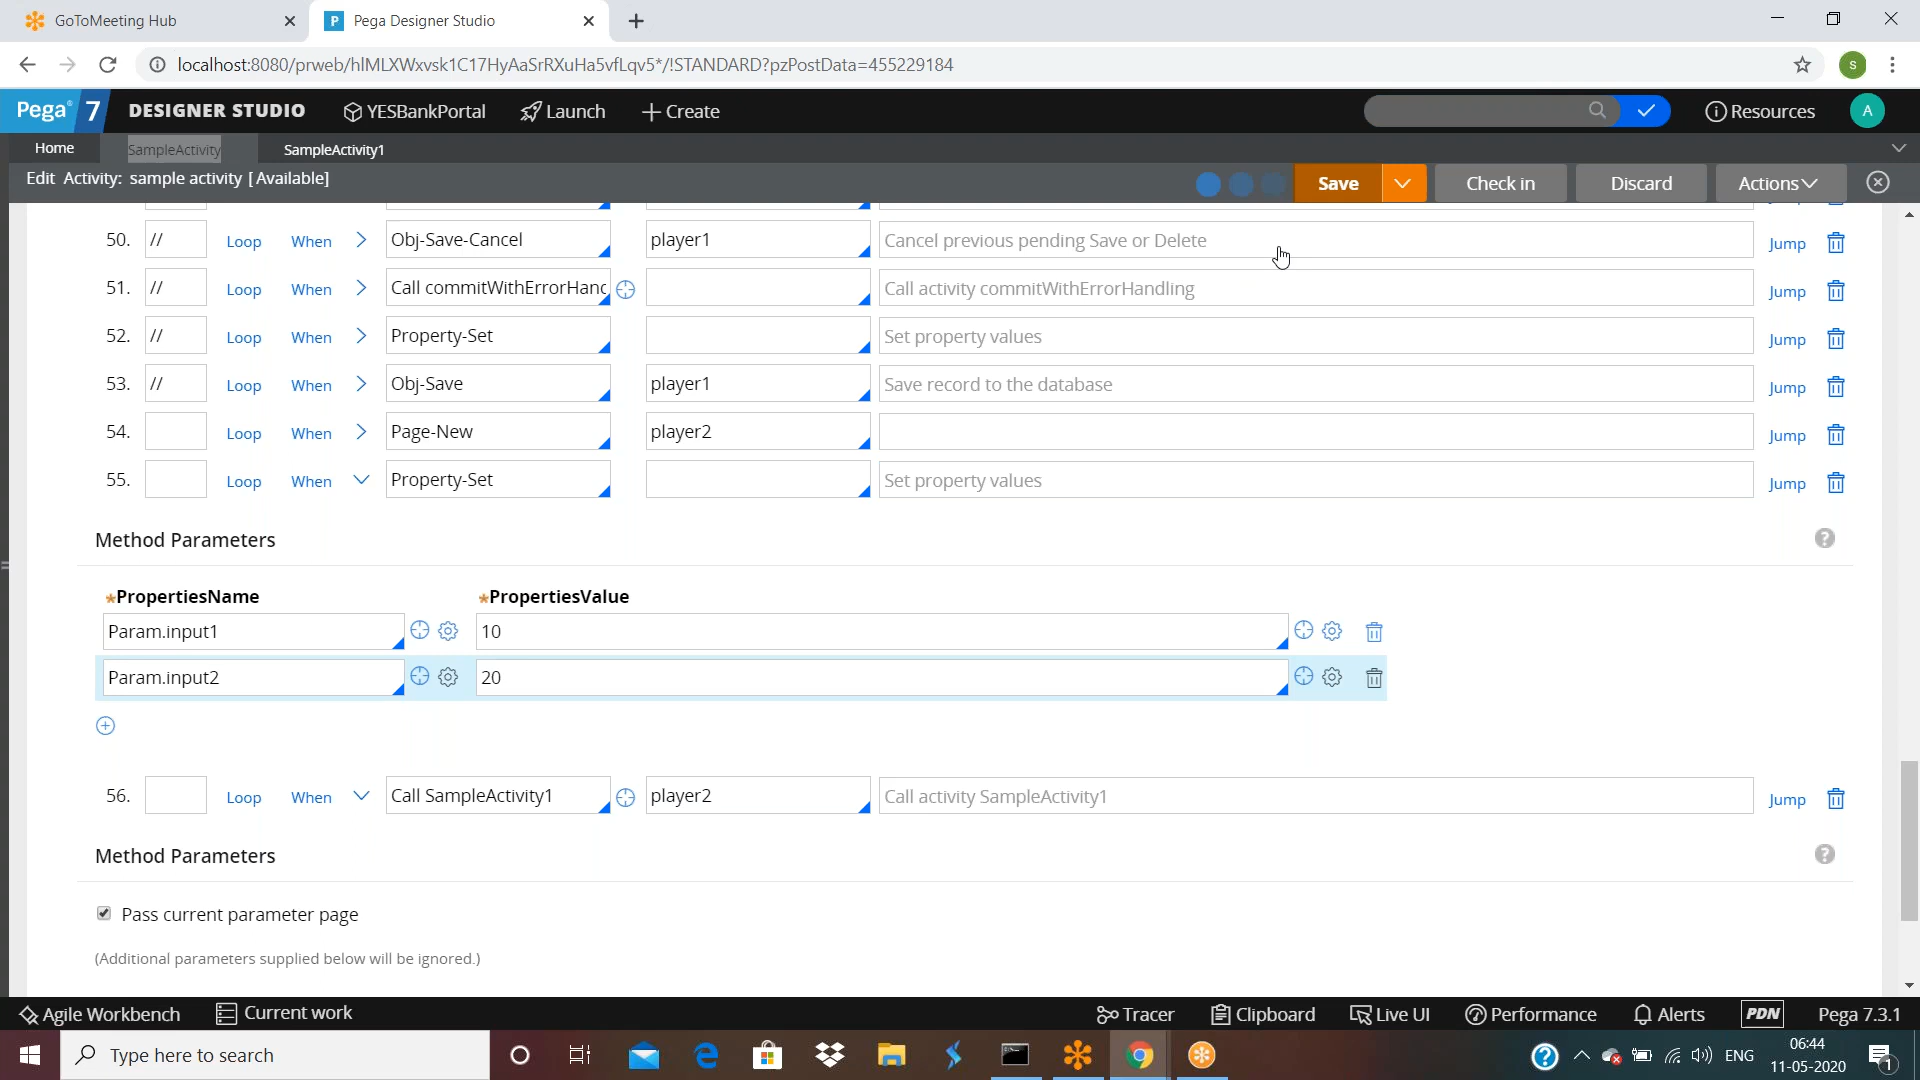 GoToMeeting Hub
Pega Designer Studio
localhost:8080/prweb/hIMLXWxvsk1C17HyAaSrRXuHa5vfLqv5*/!STANDARD?pzPostData=455229184
S
Pega 7 DESIGNER STUDIO YESBankPortal Launch Create Resources A
Home SampleActivity SampleActivity1
Edit Activity: sample activity [Available] Save Check in Discard Actions
50. // Loop When Obj-Save-Cancel player1 Cancel previous pending Save or Delete Jump
51. // Loop When Call commitWithErrorHand Call activity commitWithErrorHandling Jump
52. // Loop When Property-Set Set property values Jump
53. // Loop When Obj-Save player1 Save record to the database Jump
54. Loop When Page-New player2 Jump
55. Loop When Property-Set Set property values Jump
Method Parameters ?
*PropertiesName *PropertiesValue
Param.input1 10
Param.input2 20
56. Loop When Call SampleActivity1 player2 Call activity SampleActivity1 Jump
Method Parameters ?
Pass current parameter page
(Additional parameters supplied below will be ignored.)
Agile Workbench Current work Tracer Clipboard Live UI Performance Alerts PDN Pega 7.3.1
Type here to search
ENG
06:44
11-05-2020
1